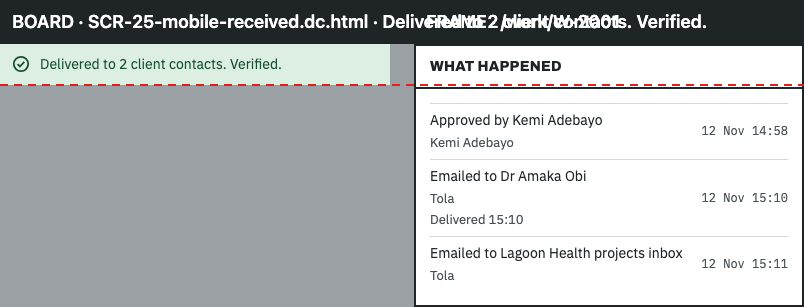 BOARD · SCR-25-mobile-received.dc.html · Delivered to 2 client contacts. Verified.
Delivered to 2 client contacts. Verified.
WHAT HAPPENED
Approved by Kemi Adebayo
Kemi Adebayo
12 Nov 14:58
Emailed to Dr Amaka Obi
Tola
Delivered 15:10
12 Nov 15:10
Emailed to Lagoon Health projects inbox
Tola
12 Nov 15:11